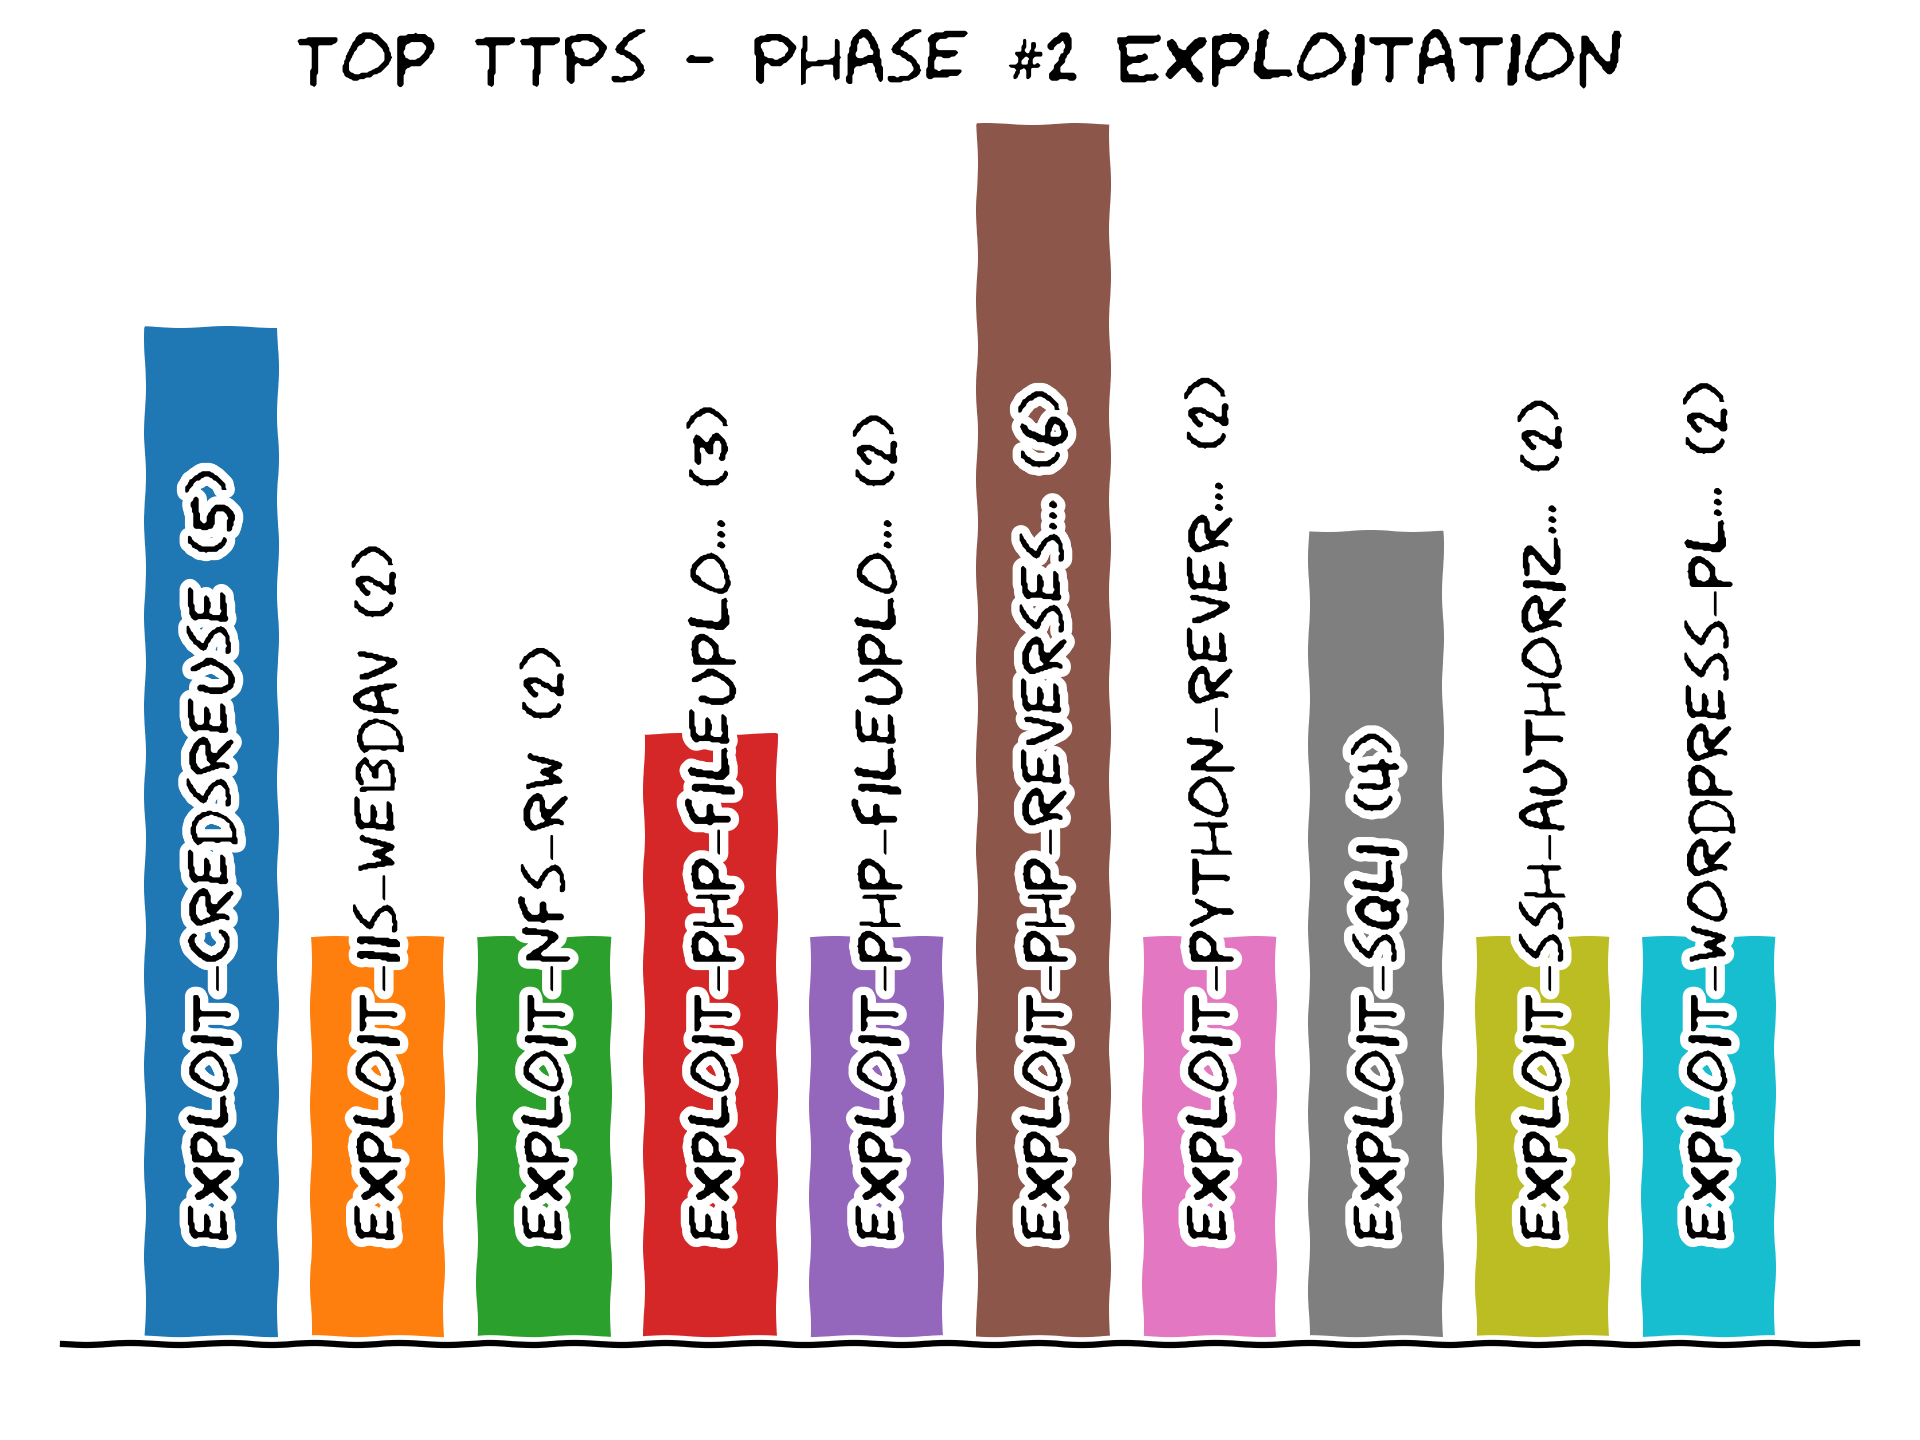 TOP TTPS - PHASE #2 EXPLOITATION
EXPLOIT-CREDSREUSE (5)
EXPLOIT-IIS-WEBDAV (2)
EXPLOIT-NFS-RW (2)
EXPLOIT-PHP-FILEUPLO... (3)
EXPLOIT-PHP-FILEUPLO... (2)
EXPLOIT-PHP-REVERSES... (6)
EXPLOIT-PYTHON-REVER... (2)
EXPLOIT-SQLI (4)
EXPLOIT-SSH-AUTHORIZ... (2)
EXPLOIT-WORDPRESS-PL... (2)